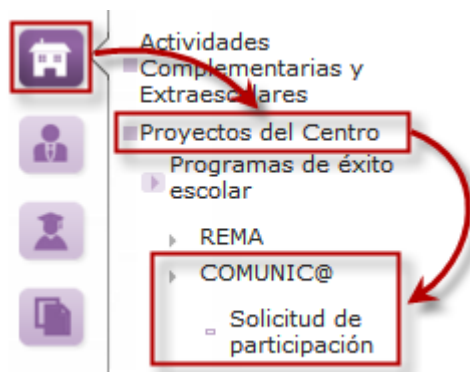 Actividades
Complementarias y
Extraescolares
Proyectos del Centro
Programas de éxito
escolar
REMA
COMUNIC@
Solicitud de
participación